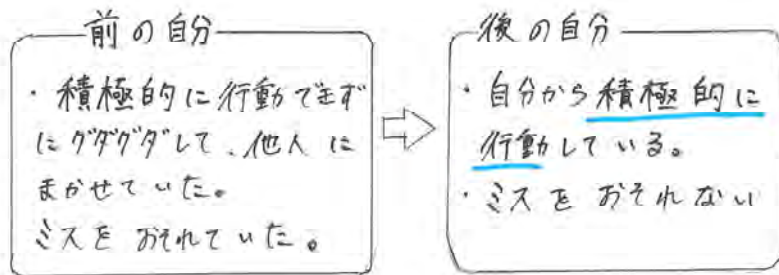 前の自分
・積極的に行動できず
にグダグダして、他人に
まかせていた。
ミスをおそれていた。
後の自分
・自分から積極的に
行動している。
・ミスをおそれない